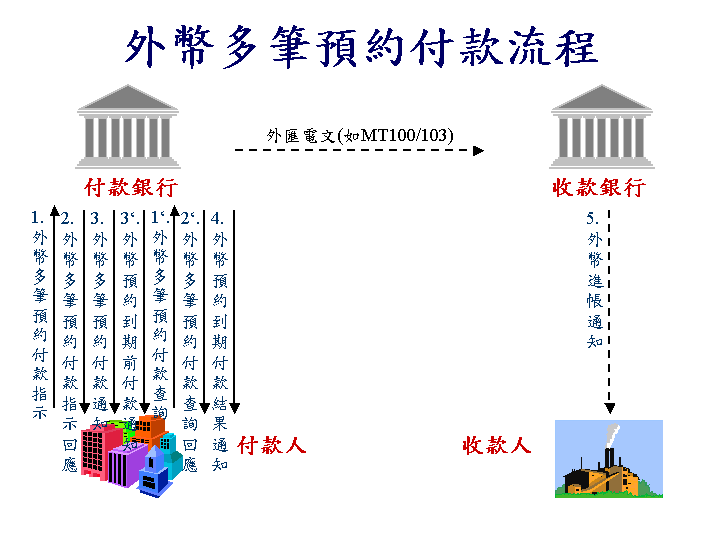 外幣多筆預約付款流程
外匯電文(如MT100/103)
付款銀行
收款銀行
1.外幣多筆預約付款指示
2.外幣多筆預約付款指示回應
3.外幣多筆預約付款通知
3‘.外幣預約到期前付款通知
1‘.外幣多筆預約付款查詢
2‘.外幣多筆預約付款查詢回應
4.外幣預約到期付款結果通知
5.外幣進帳通知
付款人
收款人